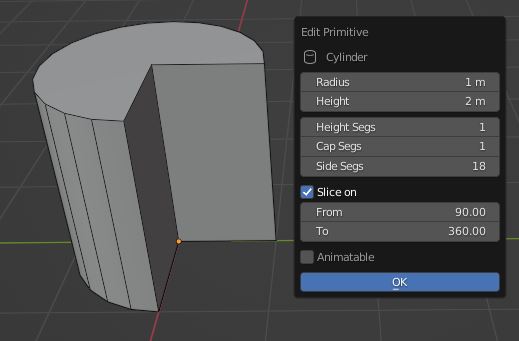 Edit Primitive
Cylinder
Radius 1 m
Height 2 m
Height Segs 1
Cap Segs 1
Side Segs 18
Slice on
From 90.00
To 360.00
Animatable
OK